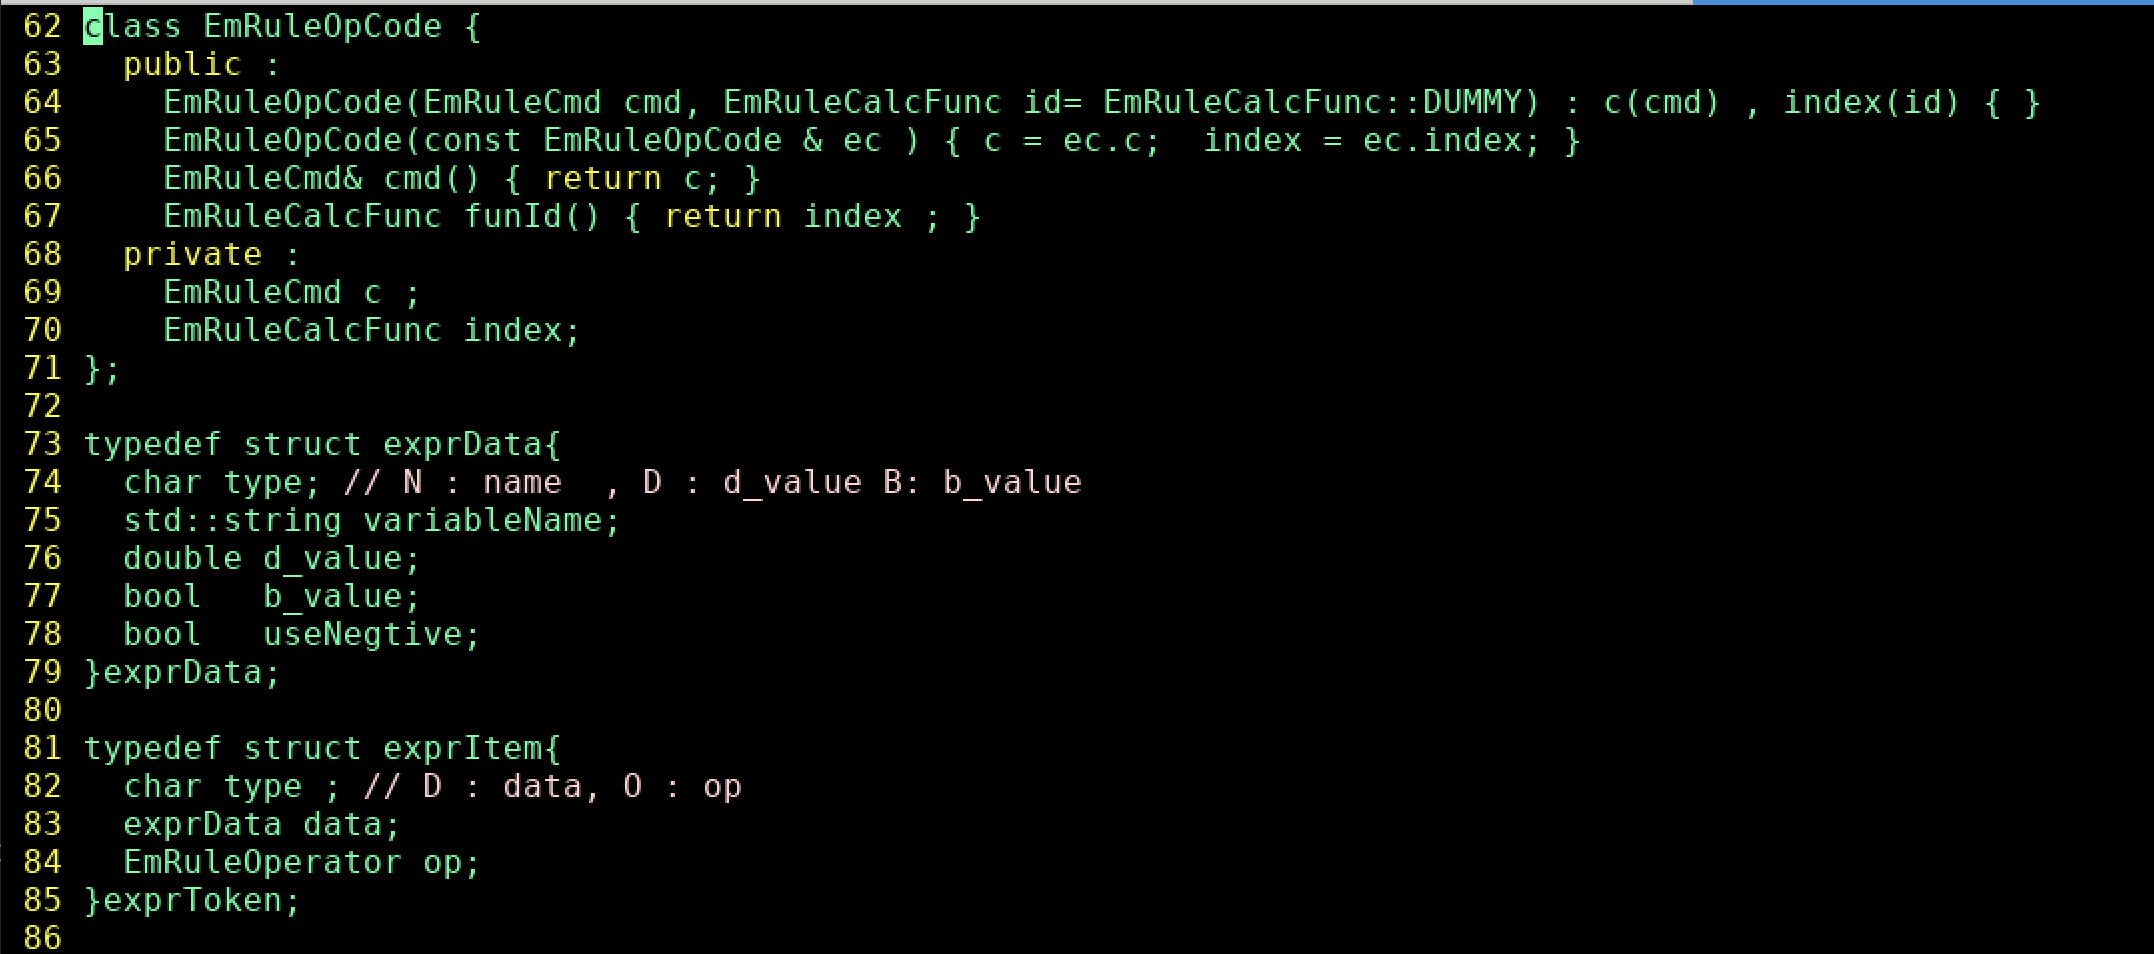 62 class EmRuleOpCode {
63   public :
64     EmRuleOpCode(EmRuleCmd cmd, EmRuleCalcFunc id= EmRuleCalcFunc::DUMMY) : c(cmd) , index(id) { }
65     EmRuleOpCode(const EmRuleOpCode & ec ) { c = ec.c;  index = ec.index; }
66     EmRuleCmd& cmd() { return c; }
67     EmRuleCalcFunc funId() { return index ; }
68   private :
69     EmRuleCmd c ;
70     EmRuleCalcFunc index;
71 };
72
73 typedef struct exprData{
74   char type; // N : name  , D : d_value B: b_value
75   std::string variableName;
76   double d_value;
77   bool   b_value;
78   bool   useNegtive;
79 }exprData;
80
81 typedef struct exprItem{
82   char type ; // D : data, O : op
83   exprData data;
84   EmRuleOperator op;
85 }exprToken;
86